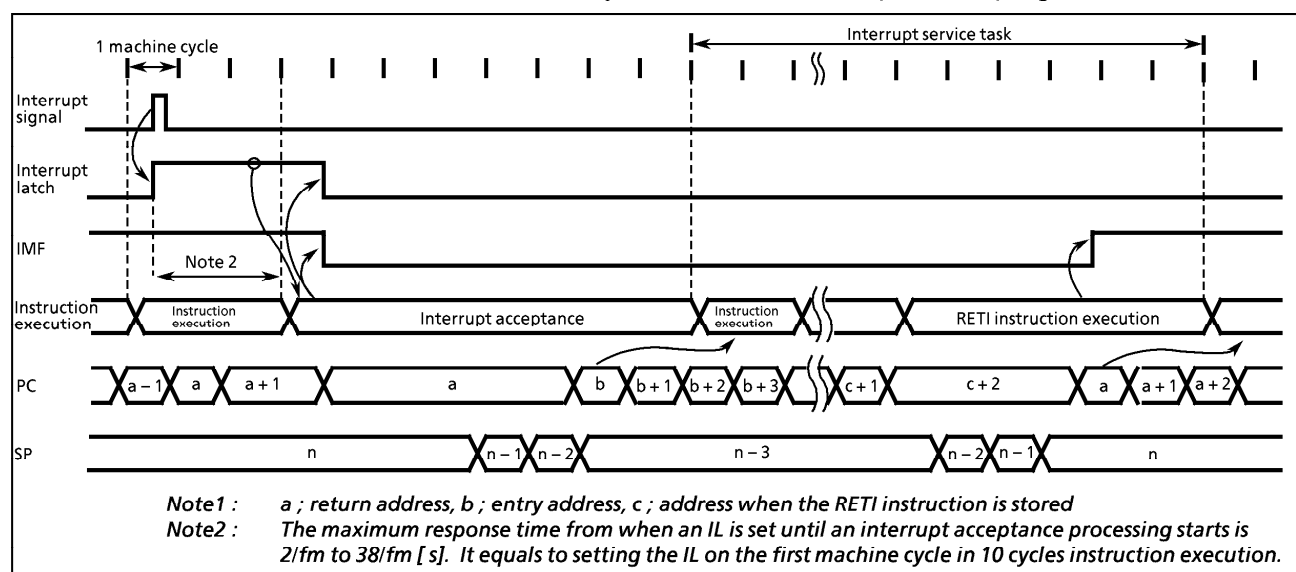 Interrupt service task
1 machine cycle
Interrupt
signal
Interrupt
latch
IMF
Note 2
Instruction
execution
Instruction
execution
Interrupt acceptance
Instruction
execution
RETI instruction execution
PC
a – 1 a a + 1 a b b + 1 b + 2 b + 3 c + 1 c + 2 a a + 1 a + 2
SP
n n – 1 n – 2 n – 3 n – 2 n – 1 n
Note1 : a ; return address, b ; entry address, c ; address when the RETI instruction is stored
Note2 : The maximum response time from when an IL is set until an interrupt acceptance processing starts is
2/fm to 38/fm [ s]. It equals to setting the IL on the first machine cycle in 10 cycles instruction execution.